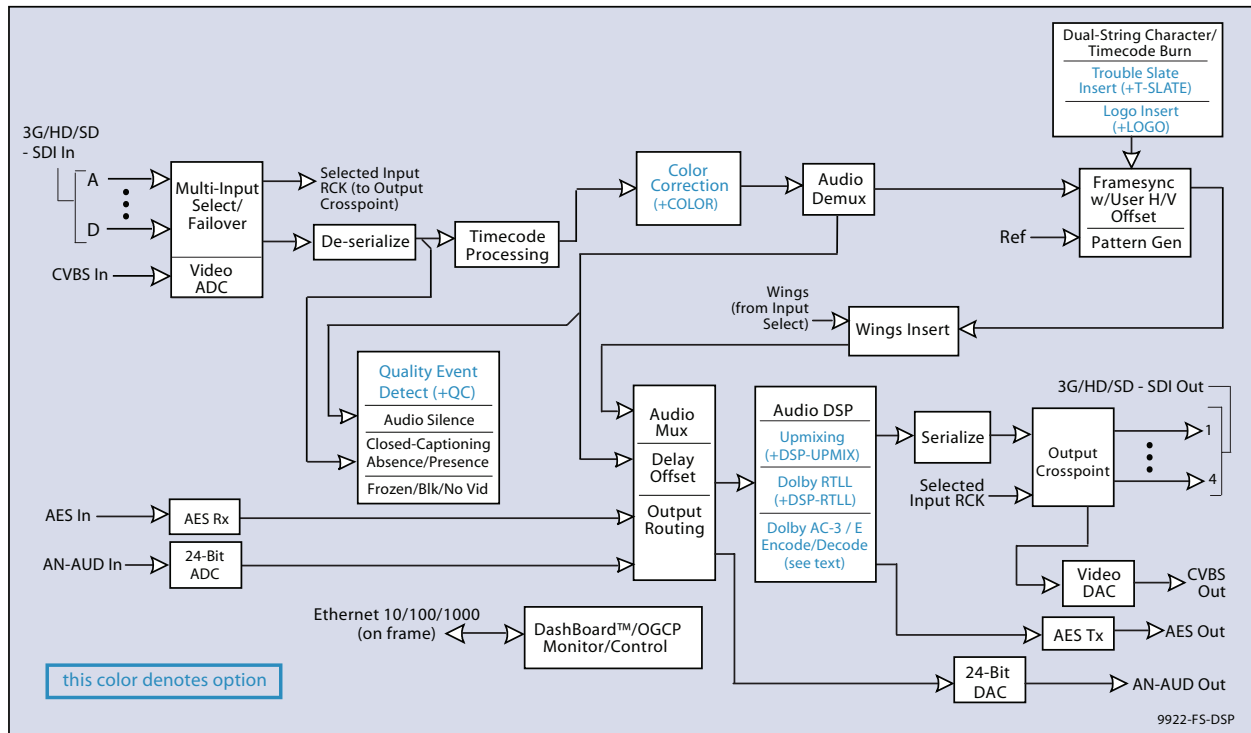 Dual-String Character/
Timecode Burn
Trouble Slate
Insert (+T-SLATE)
Logo Insert
(+LOGO)
3G/HD/SD
- SDI In
A
D
CVBS In
Multi-Input
Select/
Failover
Video
ADC
Selected Input
RCK (to Output
Crosspoint)
De-serialize
Timecode
Processing
Color
Correction
(+COLOR)
Audio
Demux
Framesync
w/User H/V
Offset
Pattern Gen
Ref
Wings
(from Input
Select)
Wings Insert
Quality Event
Detect (+QC)
Audio Silence
Closed-Captioning
Absence/Presence
Frozen/Blk/No Vid
Audio
Mux
Delay
Offset
Output
Routing
Audio DSP
Upmixing
(+DSP-UPMIX)
Dolby RTLL
(+DSP-RTLL)
Dolby AC-3 / E
Encode/Decode
(see text)
Serialize
Selected
Input RCK
Output
Crosspoint
3G/HD/SD - SDI Out
1
4
AES In
AES Rx
AN-AUD In
24-Bit
ADC
Video
DAC
CVBS
Out
Ethernet 10/100/1000
(on frame)
DashBoard™/OGCP
Monitor/Control
AES Tx
AES Out
24-Bit
DAC
AN-AUD Out
this color denotes option
9922-FS-DSP